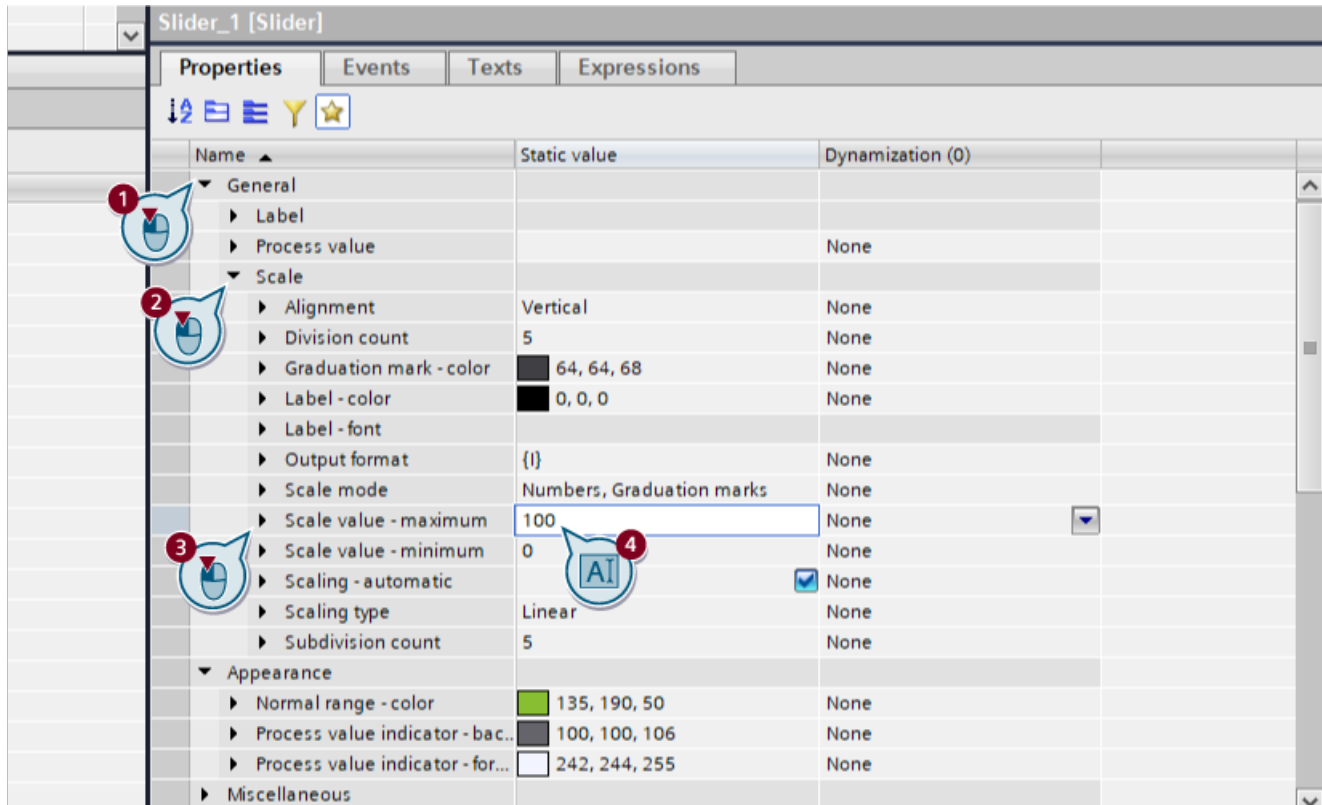 Slider_1 [Slider]
Properties Events Texts Expressions
Name Static value Dynamization (0)
General
1
Label
Process value None
Scale
2
Alignment Vertical None
Division count 5 None
Graduation mark - color 64, 64, 68 None
Label - color 0, 0, 0 None
Label - font
Output format {I} None
Scale mode Numbers, Graduation marks None
Scale value - maximum 100 None
3 4
Scale value - minimum 0 None
AI
Scaling - automatic None
Scaling type Linear None
Subdivision count 5 None
Appearance
Normal range - color 135, 190, 50 None
Process value indicator - bac... 100, 100, 106 None
Process value indicator - for... 242, 244, 255 None
Miscellaneous